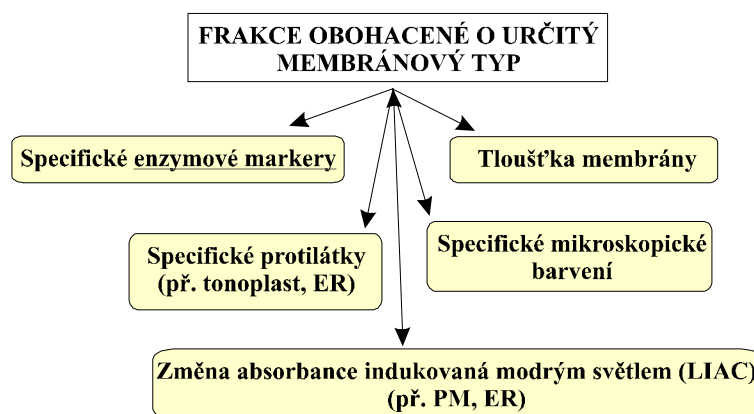 FRAKCE OBOHACENÉ O URČITÝ
MEMBRÁNOVÝ TYP
Specifické enzymové markery
Tloušťka membrány
Specifické protilátky
(př. tonoplast, ER)
Specifické mikroskopické
barvení
Změna absorbance indukovaná modrým světlem (LIAC)
(př. PM, ER)